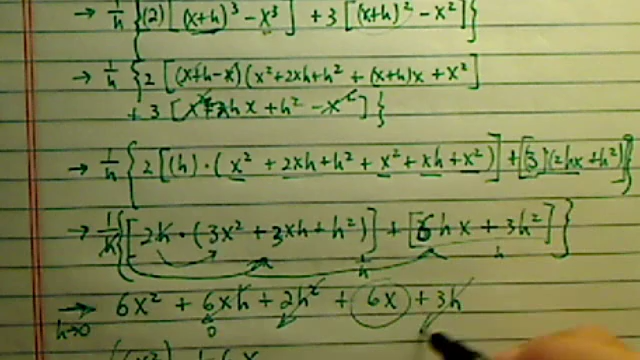 → 1/h {(2)[(x+h)³ - x³] + 3[(x+h)² - x²]}
→ 1/h {2[(x+h-x)(x²+2xh+h² + (x+h)x + x²]
+ 3[x²+2hx+h²-x²]}
→ 1/h {2[(h)·(x² + 2xh+h² + x² + xh + x²)] + [3](2hx+h²)}
→ 1/h {[2h·(3x² + 3xh+h²)] + [6hx + 3h²]}
→ 6x² + 6xh + 2h² + 6x + 3h
h→0 0